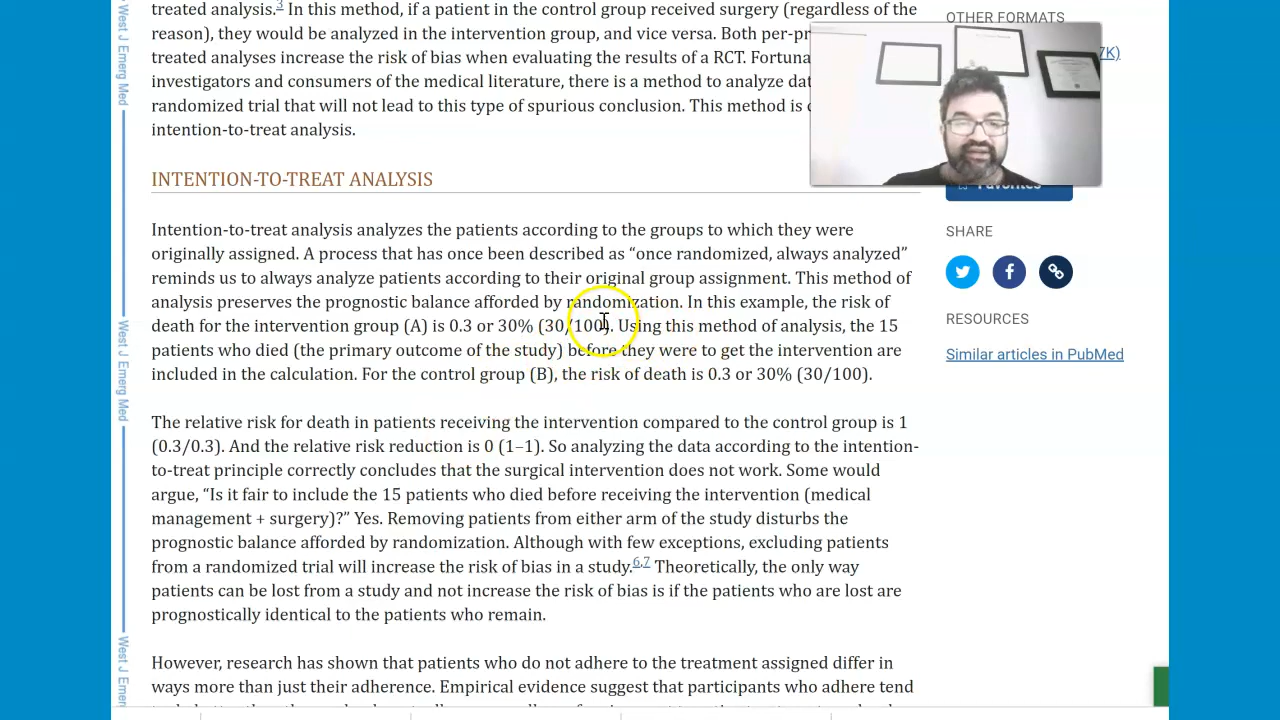 treated analysis.3 In this method, if a patient in the control group received surgery (regardless of the
reason), they would be analyzed in the intervention group, and vice versa. Both per-pr
treated analyses increase the risk of bias when evaluating the results of a RCT. Fortuna
investigators and consumers of the medical literature, there is a method to analyze dat
randomized trial that will not lead to this type of spurious conclusion. This method is
intention-to-treat analysis.
INTENTION-TO-TREAT ANALYSIS
Intention-to-treat analysis analyzes the patients according to the groups to which they were
originally assigned. A process that has once been described as “once randomized, always analyzed”
reminds us to always analyze patients according to their original group assignment. This method of
analysis preserves the prognostic balance afforded by randomization. In this example, the risk of
death for the intervention group (A) is 0.3 or 30% (30/100). Using this method of analysis, the 15
patients who died (the primary outcome of the study) before they were to get the intervention are
included in the calculation. For the control group (B) the risk of death is 0.3 or 30% (30/100).
The relative risk for death in patients receiving the intervention compared to the control group is 1
(0.3/0.3). And the relative risk reduction is 0 (1–1). So analyzing the data according to the intention-
to-treat principle correctly concludes that the surgical intervention does not work. Some would
argue, “Is it fair to include the 15 patients who died before receiving the intervention (medical
management + surgery)?” Yes. Removing patients from either arm of the study disturbs the
prognostic balance afforded by randomization. Although with few exceptions, excluding patients
from a randomized trial will increase the risk of bias in a study.6,7 Theoretically, the only way
patients can be lost from a study and not increase the risk of bias is if the patients who are lost are
prognostically identical to the patients who remain.
However, research has shown that patients who do not adhere to the treatment assigned differ in
ways more than just their adherence. Empirical evidence suggest that participants who adhere tend
West J Emerg Med
West J Emerg Med
West J Emer
OTHER FORMATS
7K)
Favorites
SHARE
RESOURCES
Similar articles in PubMed